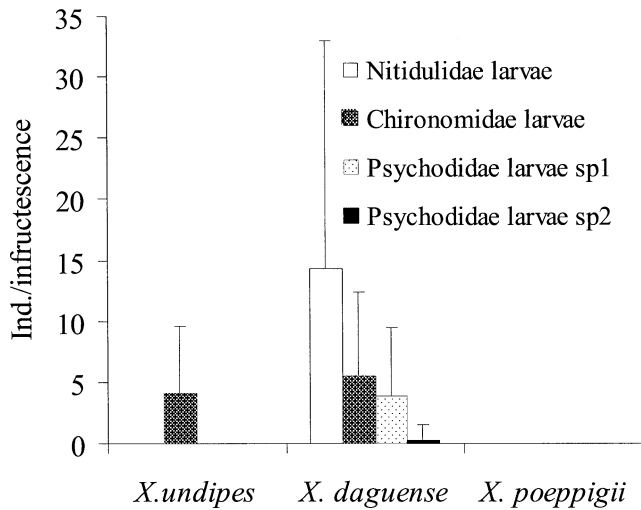 35
30
25
20
15
10
5
0
Ind./infructescence
Nitidulidae larvae
Chironomidae larvae
Psychodidae larvae sp1
Psychodidae larvae sp2
X.undipes
X. daguense
X. poeppigii